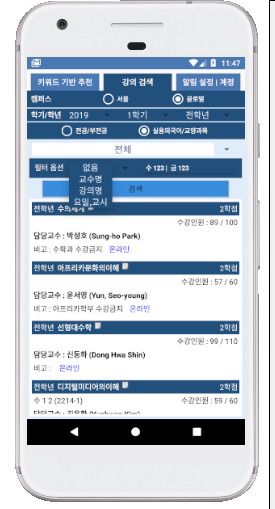 11:47
키워드 기반 추천 강의 검색 알림 설정 | 계정
캠퍼스 서울 글로벌
학기/학년 2019 1학기 전학년
전공/부전공 실용외국어/교양과목
전체
필터 옵션 없음 수 123 | 금 123
교수명
강의명
요일,교시
검색
전학년 수의세계 2학점
수강인원 : 89 / 100
담당교수 : 박성호 (Sung-ho Park)
비고 : 수학과 수강금지 온라인
전학년 아프리카문화의이해 2학점
수강인원 : 57 / 60
담당교수 : 윤서영 (Yun, Seo-young)
비고 : 아프리카학부 수강금지 온라인
전학년 선형대수학 2학점
수강인원 : 99 / 110
담당교수 : 신동화 (Dong Hwa Shin)
비고 : 온라인
전학년 디지털미디어의이해 2학점
수 1 2 (2214-1) 수강인원 : 59 / 60
담당교수 :